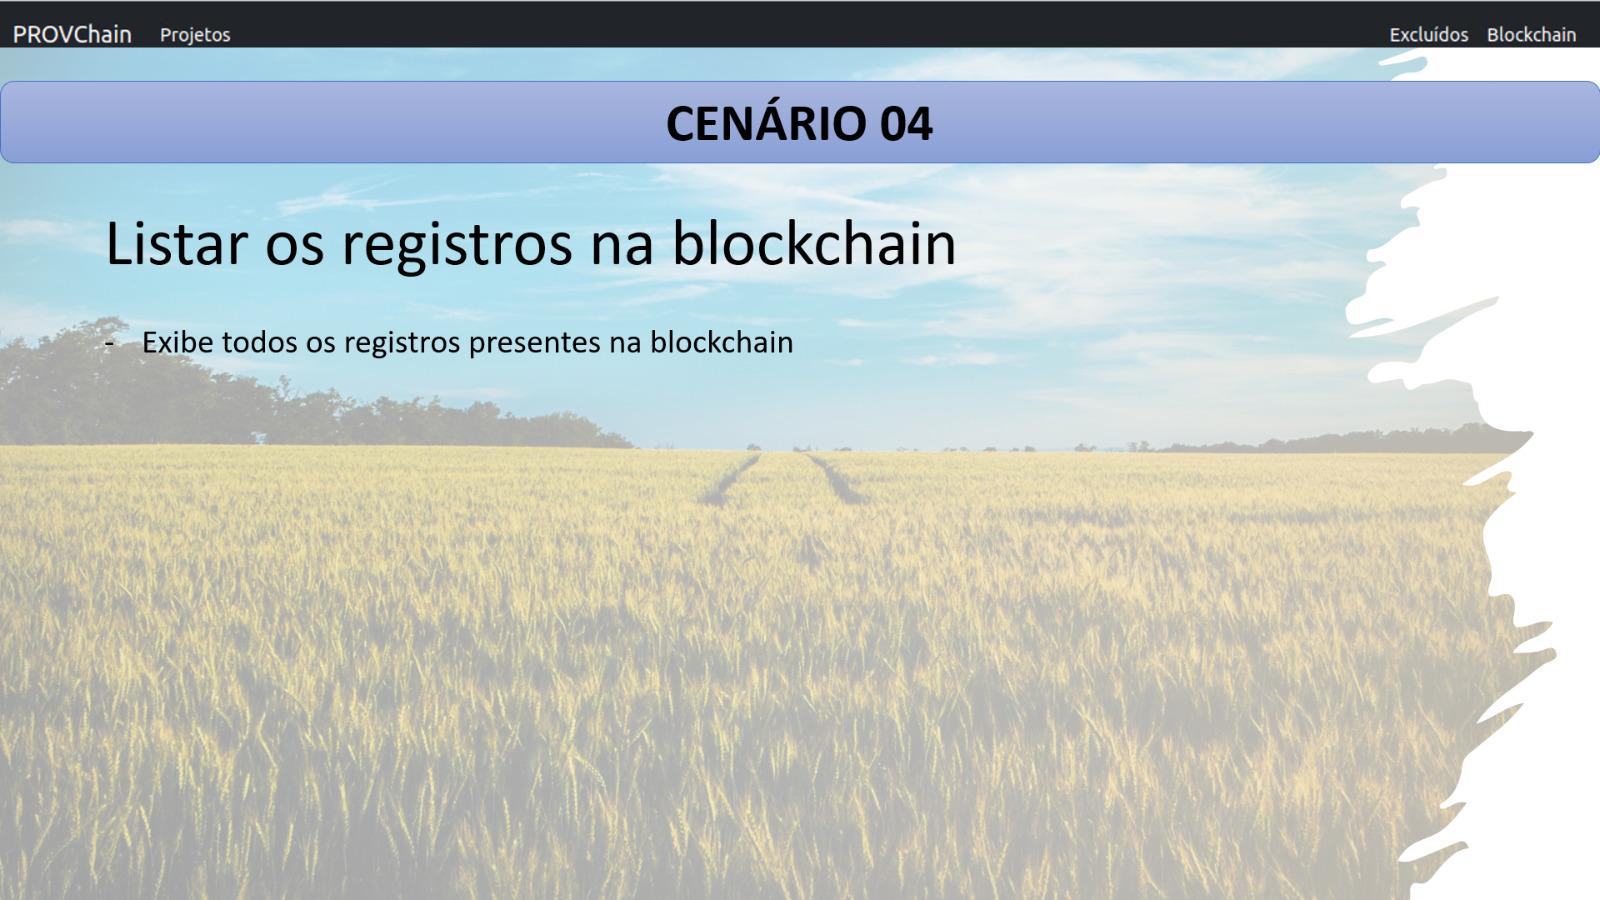 PROVChain Projetos Excluídos Blockchain
CENÁRIO 04
Listar os registros na blockchain
- Exibe todos os registros presentes na blockchain